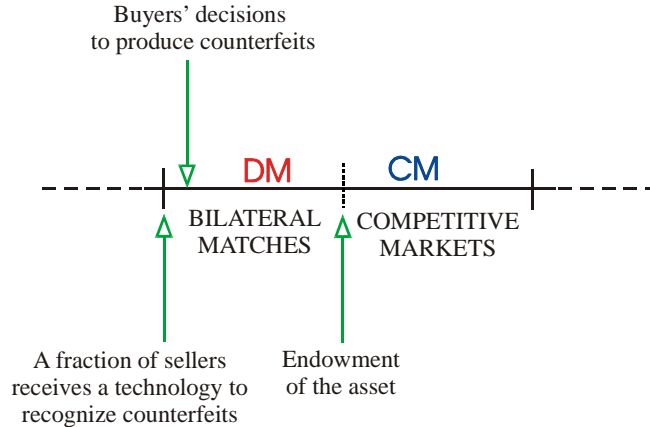 Buyers' decisions
to produce counterfeits
DM
CM
BILATERAL
MATCHES
COMPETITIVE
MARKETS
A fraction of sellers
receives a technology to
recognize counterfeits
Endowment
of the asset